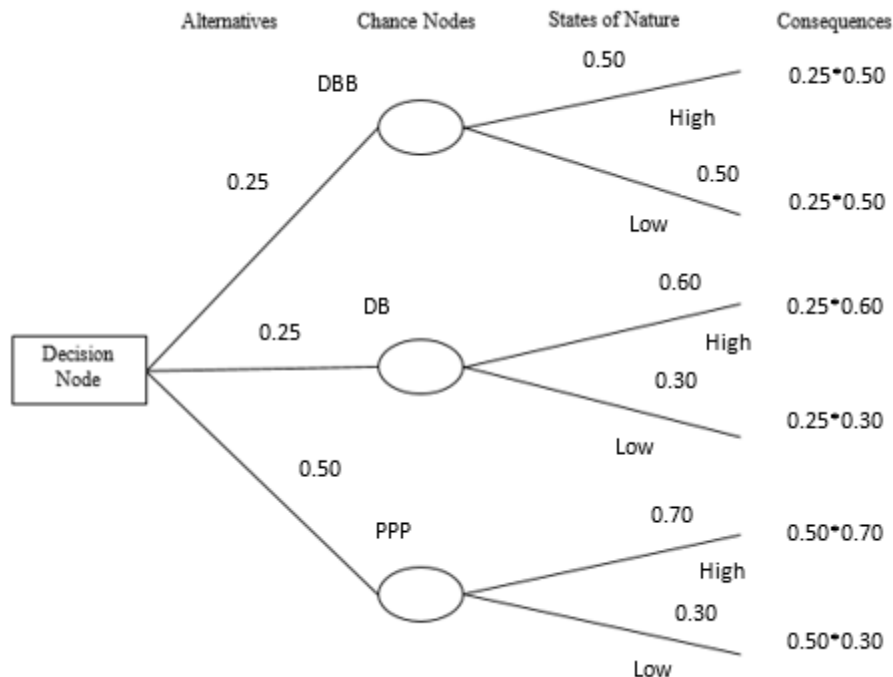 Alternatives Chance Nodes States of Nature Consequences
0.50
DBB
0.25*0.50
High
0.25
0.50
0.25*0.50
Low
0.60
DB
0.25*0.60
0.25
High
Decision
Node
0.30
0.25*0.30
Low
0.50
0.70
PPP
0.50*0.70
High
0.30
0.50*0.30
Low